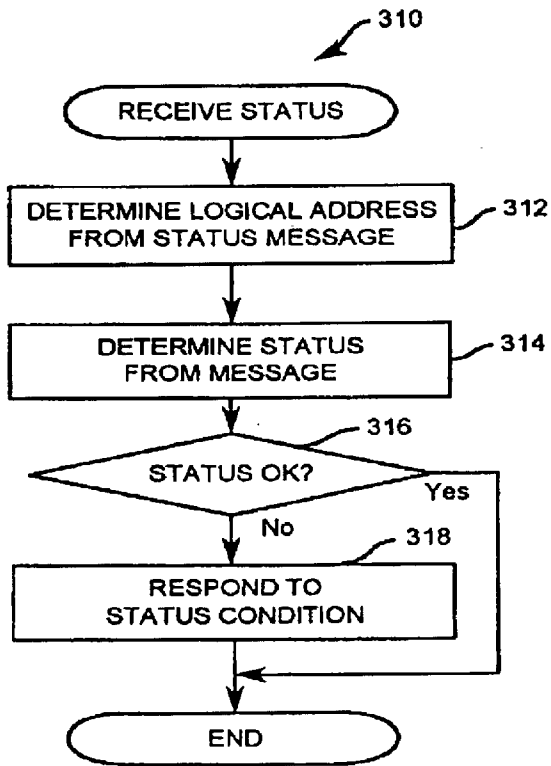 310
RECEIVE STATUS
DETERMINE LOGICAL ADDRESS
FROM STATUS MESSAGE
312
DETERMINE STATUS
FROM MESSAGE
314
316
STATUS OK?
Yes
No
318
RESPOND TO
STATUS CONDITION
END